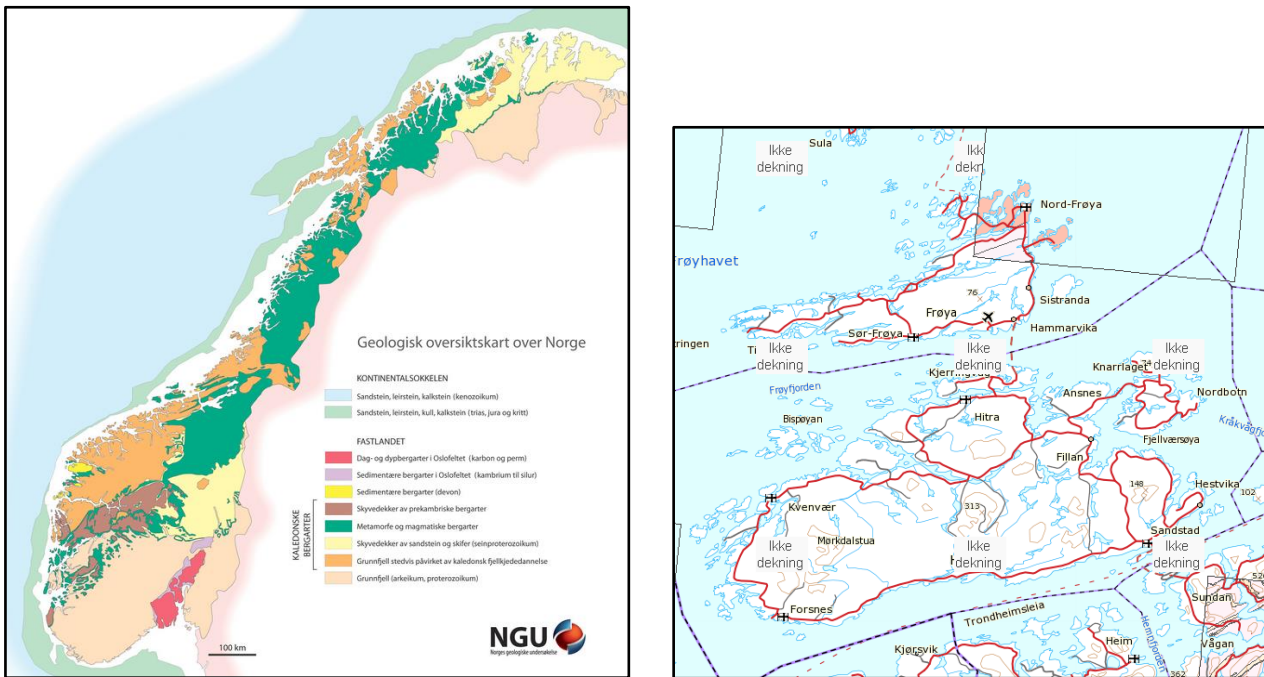 Geologisk oversiktskart over Norge
KONTINENTALSOKKELEN
Sandstein, leirstein, kalkstein (kenozoikum)
Sandstein, leirstein, kull, kalkstein (trias, jura og kritt)
FASTLANDET
Dag- og dypbergarter i Oslofeltet (karbon og perm)
Sedimentære bergarter i Oslofeltet (kambrium til silur)
Sedimentære bergarter (devon)
Skyvedekker av prekambriske bergarter
Metamorfe og magmatiske bergarter
Skyvedekker av sandstein og skifer (seinproterozoikum)
Grunnfjell stedvis påvirket av kaledonsk fjellkjededannelse
Grunnfjell (arkeikum, proterozoikum)
KALEDONSKE
BERGARTER
100 km
NGU
Norges geologiske undersøkelse
Ikke
dekning
Sula
Nord-Frøya
Frøyhavet
76
Sistranda
Frøya
Hammarvika
Sør-Frøya
Ikke
dekning
Ikke
dekning
Ikke
dekning
Knarrlaget
Frøyfjorden
Ansnes
Nordbotn
Bispøyan
Hitra
Fjellværsøya
Fillan
148
Hestvika
102
Kvenvær
313
Sandstad
Mørkdalstua
Ikke
dekning
Ikke
dekning
Ikke
dekning
Forsnes
Trondheimsleia
Sundan
Hemnfjorden
Heim
Vågan
Kjørsvik
362